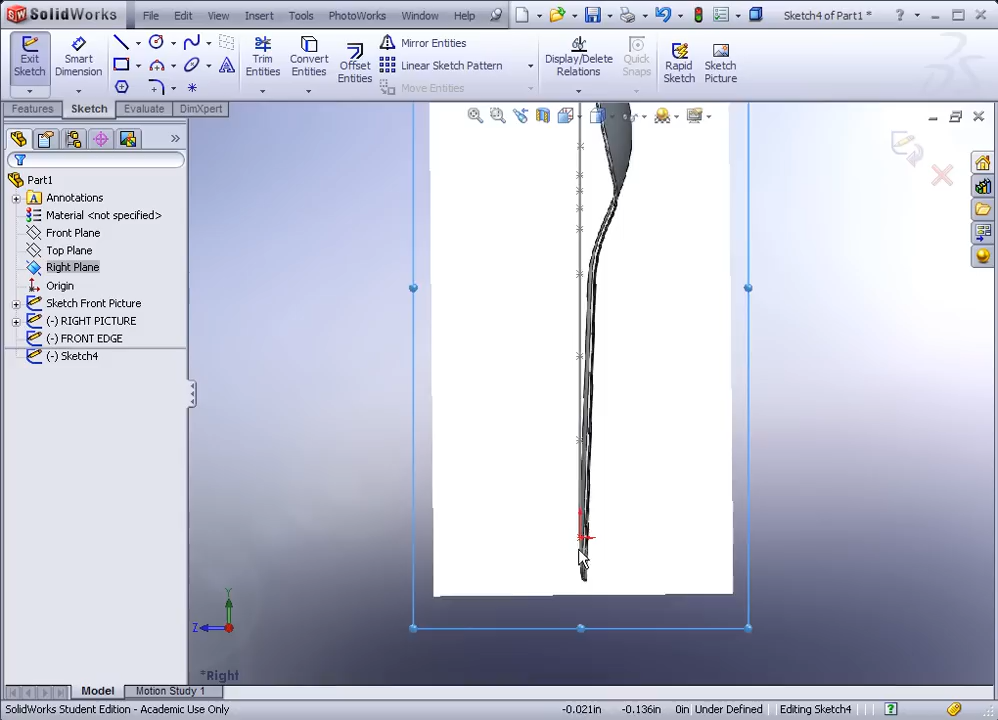 SolidWorks File Edit View Insert Tools PhotoWorks Window Help Sketch4 of Part1 * ?
Exit Sketch
Smart Dimension
Trim Entities
Convert Entities
Offset Entities
Mirror Entities
Linear Sketch Pattern
Move Entities
Display/Delete Relations
Quick Snaps
Rapid Sketch
Sketch Picture
Features Sketch Evaluate DimXpert
Part1
Annotations
Material <not specified>
Front Plane
Top Plane
Right Plane
Origin
Sketch Front Picture
(-) RIGHT PICTURE
(-) FRONT EDGE
(-) Sketch4
Y
Z
*Right
Model Motion Study 1
SolidWorks Student Edition - Academic Use Only -0.021in -0.136in 0in Under Defined Editing Sketch4 ?